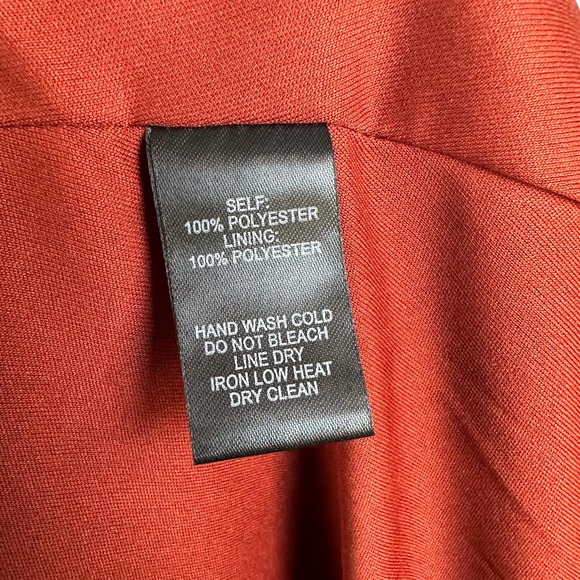 SELF:
100% POLYESTER
LINING:
100% POLYESTER
HAND WASH COLD
DO NOT BLEACH
LINE DRY
IRON LOW HEAT
DRY CLEAN